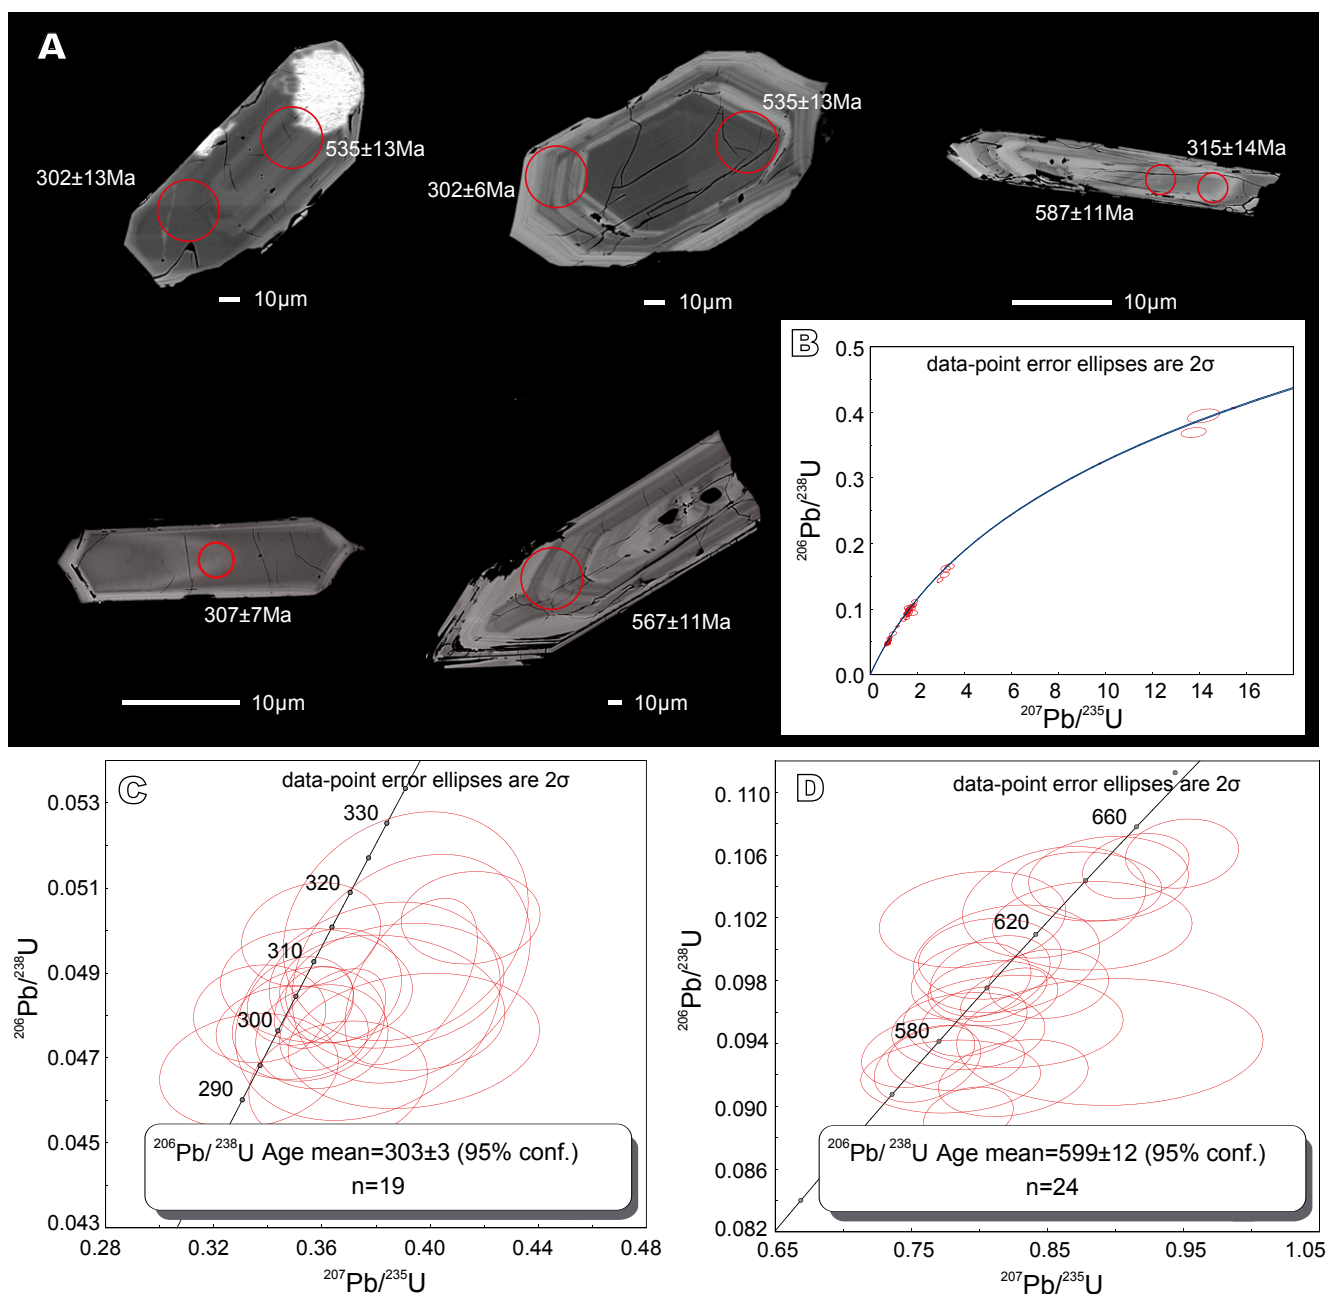 A
535±13Ma
302±13Ma
10µm
535±13Ma
302±6Ma
10µm
315±14Ma
587±11Ma
10µm
307±7Ma
10µm
567±11Ma
10µm
B
data-point error ellipses are 2σ
0.5
0.4
0.3
0.2
0.1
0.0
0 2 4 6 8 10 12 14 16
206Pb/238U
207Pb/235U
C
data-point error ellipses are 2σ
0.053
0.051
0.049
0.047
0.045
0.043
206Pb/238U
330
320
310
300
290
206Pb/ 238U Age mean=303±3 (95% conf.)
n=19
0.28 0.32 0.36 0.40 0.44 0.48
207Pb/235U
D
data-point error ellipses are 2σ
0.110
0.106
0.102
0.098
0.094
0.090
0.086
0.082
206Pb/238U
660
620
580
206Pb/ 238U Age mean=599±12 (95% conf.)
n=24
0.65 0.75 0.85 0.95 1.05
207Pb/235U